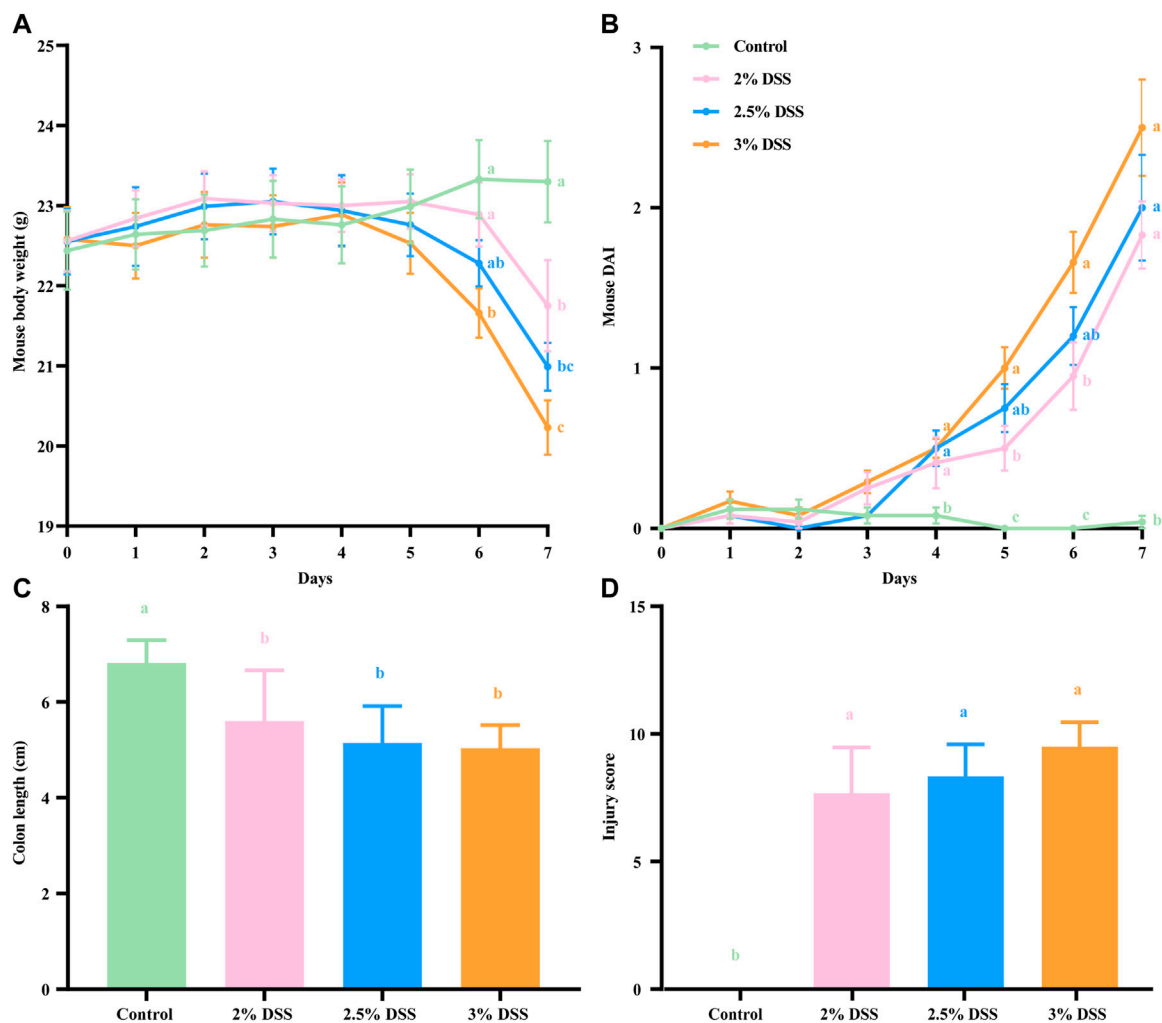 A
Mouse body weight (g)
25
24
23
22
21
20
19
a
a
a
ab
b
b
bc
c
0 1 2 3 4 5 6 7
Days
B
Mouse DAI
3
2
1
0
Control
2% DSS
2.5% DSS
3% DSS
a
a
a
a
ab
b
a
ab
b
a
a
a
b
c
c
b
0 1 2 3 4 5 6 7
Days
C
Colon length (cm)
8
6
4
2
0
a
b
b
b
Control 2% DSS 2.5% DSS 3% DSS
D
Injury score
15
10
5
0
b
a
a
a
Control 2% DSS 2.5% DSS 3% DSS